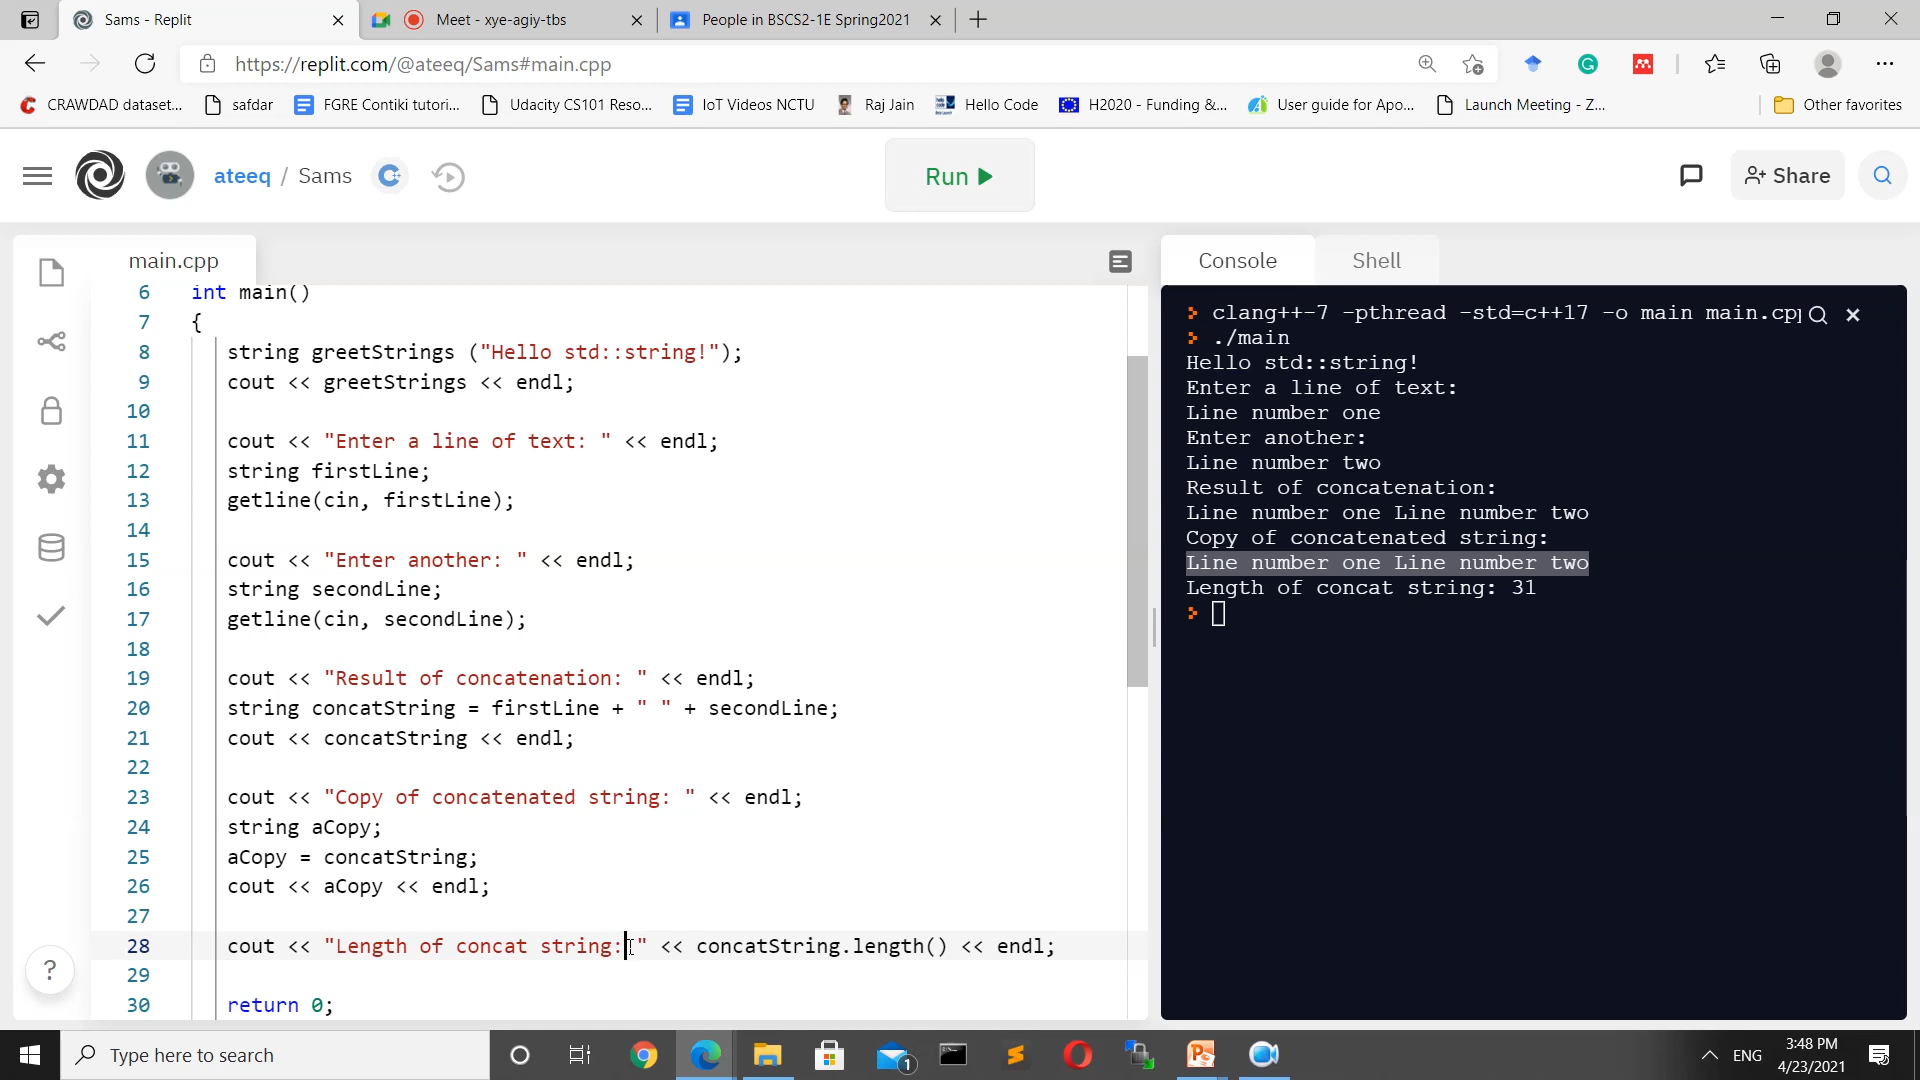 Sams - Replit
Meet - xye-agiy-tbs
People in BSCS2-1E Spring2021
https://replit.com/@ateeq/Sams#main.cpp
CRAWDAD dataset...
safdar
FGRE Contiki tutori...
Udacity CS101 Reso...
IoT Videos NCTU
Raj Jain
Hello Code
H2020 - Funding &...
User guide for Apo...
Launch Meeting - Z...
Other favorites
ateeq / Sams
Run
Share
main.cpp
6 int main()
7 {
8 string greetStrings ("Hello std::string!");
9 cout << greetStrings << endl;
10
11 cout << "Enter a line of text: " << endl;
12 string firstLine;
13 getline(cin, firstLine);
14
15 cout << "Enter another: " << endl;
16 string secondLine;
17 getline(cin, secondLine);
18
19 cout << "Result of concatenation: " << endl;
20 string concatString = firstLine + " " + secondLine;
21 cout << concatString << endl;
22
23 cout << "Copy of concatenated string: " << endl;
24 string aCopy;
25 aCopy = concatString;
26 cout << aCopy << endl;
27
28 cout << "Length of concat string: " << concatString.length() << endl;
29
30 return 0;
?
Console
Shell
clang++-7 -pthread -std=c++17 -o main main.cpp
./main
Hello std::string!
Enter a line of text:
Line number one
Enter another:
Line number two
Result of concatenation:
Line number one Line number two
Copy of concatenated string:
Line number one Line number two
Length of concat string: 31
Type here to search
1
ENG
3:48 PM
4/23/2021